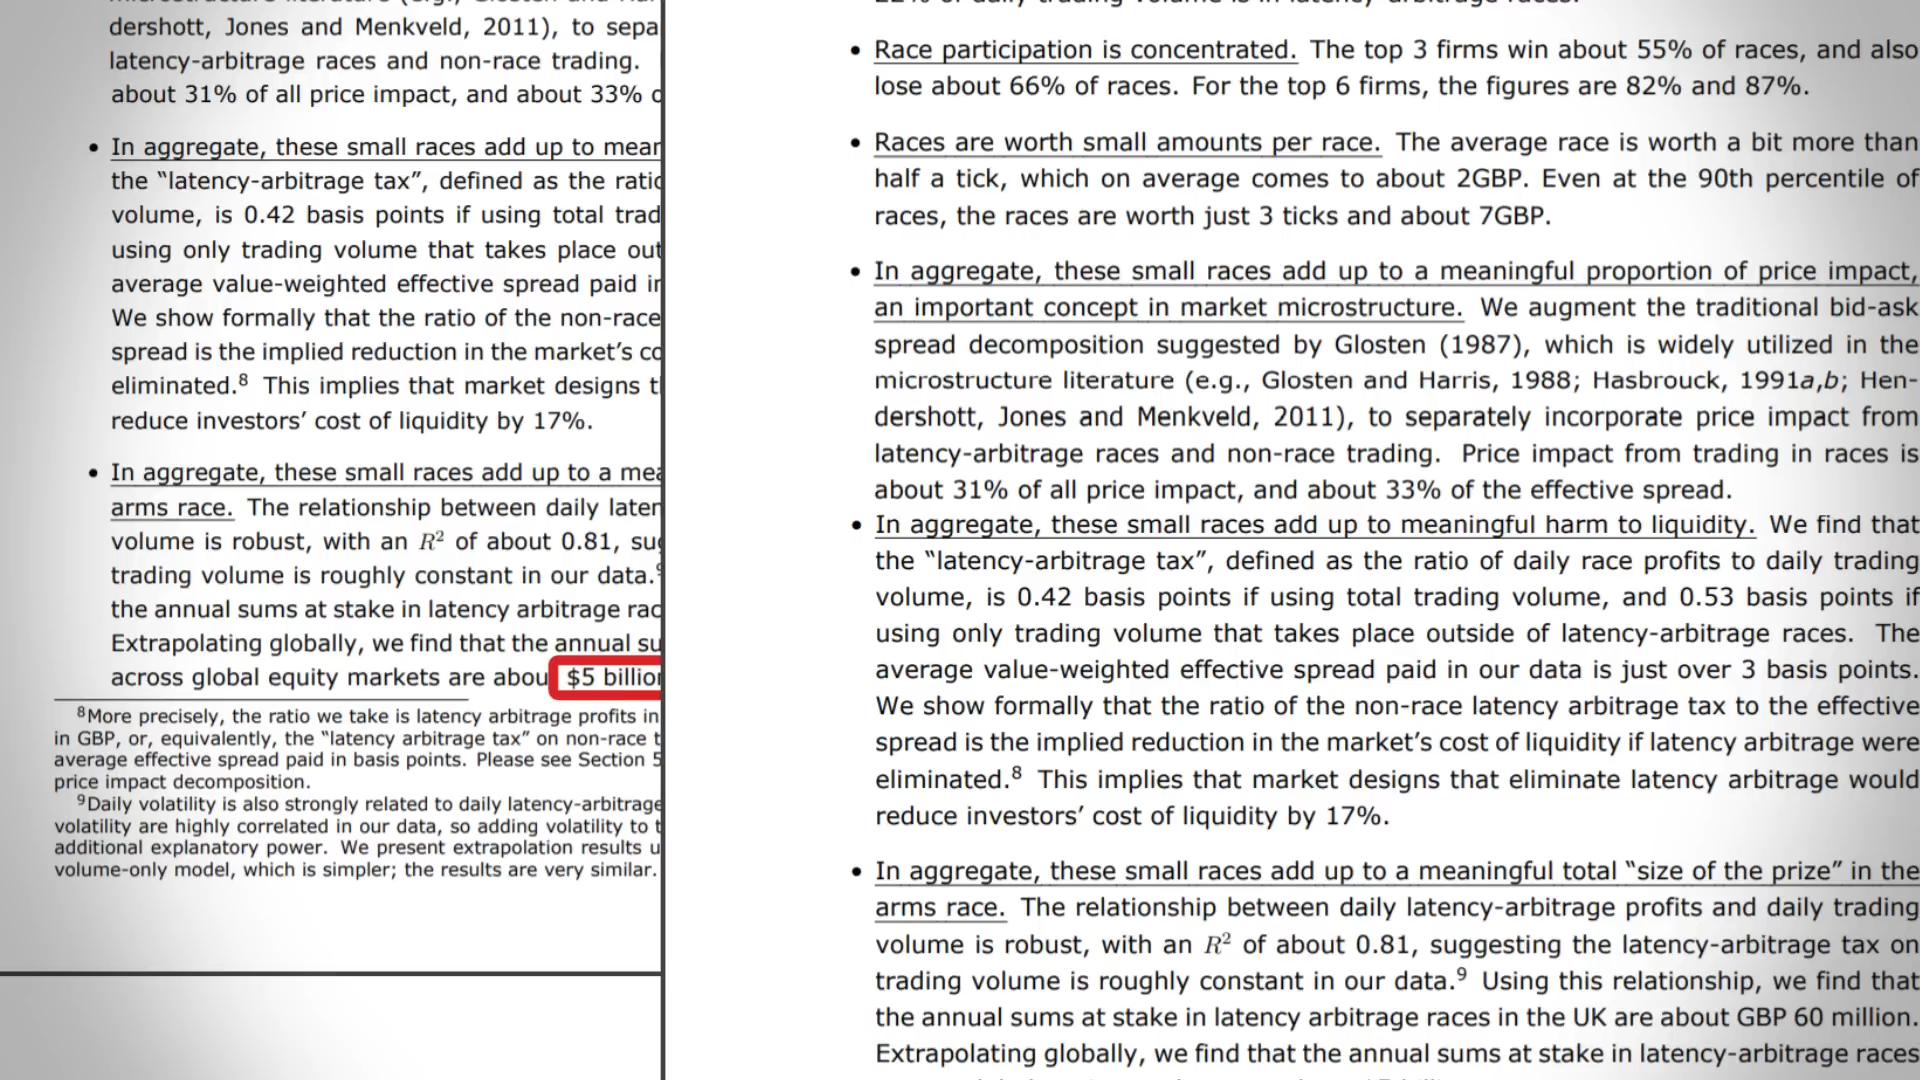 dershott, Jones and Menkveld, 2011), to sepa
latency-arbitrage races and non-race trading.
about 31% of all price impact, and about 33% o
• In aggregate, these small races add up to mean
the “latency-arbitrage tax”, defined as the ratio
volume, is 0.42 basis points if using total trad
using only trading volume that takes place out
average value-weighted effective spread paid in
We show formally that the ratio of the non-race
spread is the implied reduction in the market’s co
eliminated.⁸ This implies that market designs t
reduce investors’ cost of liquidity by 17%.
• In aggregate, these small races add up to a mea
arms race. The relationship between daily laten
volume is robust, with an R² of about 0.81, sug
trading volume is roughly constant in our data.⁹
the annual sums at stake in latency arbitrage rac
Extrapolating globally, we find that the annual su
across global equity markets are abou $5 billion
⁸More precisely, the ratio we take is latency arbitrage profits in
in GBP, or, equivalently, the “latency arbitrage tax” on non-race t
average effective spread paid in basis points. Please see Section 5
price impact decomposition.
⁹Daily volatility is also strongly related to daily latency-arbitrage
volatility are highly correlated in our data, so adding volatility to t
additional explanatory power. We present extrapolation results u
volume-only model, which is simpler; the results are very similar.
22% of daily trading volume is in latency-arbitrage races.
• Race participation is concentrated. The top 3 firms win about 55% of races, and also
lose about 66% of races. For the top 6 firms, the figures are 82% and 87%.
• Races are worth small amounts per race. The average race is worth a bit more than
half a tick, which on average comes to about 2GBP. Even at the 90th percentile of
races, the races are worth just 3 ticks and about 7GBP.
• In aggregate, these small races add up to a meaningful proportion of price impact,
an important concept in market microstructure. We augment the traditional bid-ask
spread decomposition suggested by Glosten (1987), which is widely utilized in the
microstructure literature (e.g., Glosten and Harris, 1988; Hasbrouck, 1991a,b; Hen-
dershott, Jones and Menkveld, 2011), to separately incorporate price impact from
latency-arbitrage races and non-race trading. Price impact from trading in races is
about 31% of all price impact, and about 33% of the effective spread.
• In aggregate, these small races add up to meaningful harm to liquidity. We find that
the “latency-arbitrage tax”, defined as the ratio of daily race profits to daily trading
volume, is 0.42 basis points if using total trading volume, and 0.53 basis points if
using only trading volume that takes place outside of latency-arbitrage races. The
average value-weighted effective spread paid in our data is just over 3 basis points.
We show formally that the ratio of the non-race latency arbitrage tax to the effective
spread is the implied reduction in the market’s cost of liquidity if latency arbitrage were
eliminated.⁸ This implies that market designs that eliminate latency arbitrage would
reduce investors’ cost of liquidity by 17%.
• In aggregate, these small races add up to a meaningful total “size of the prize” in the
arms race. The relationship between daily latency-arbitrage profits and daily trading
volume is robust, with an R² of about 0.81, suggesting the latency-arbitrage tax on
trading volume is roughly constant in our data.⁹ Using this relationship, we find that
the annual sums at stake in latency arbitrage races in the UK are about GBP 60 million.
Extrapolating globally, we find that the annual sums at stake in latency-arbitrage races